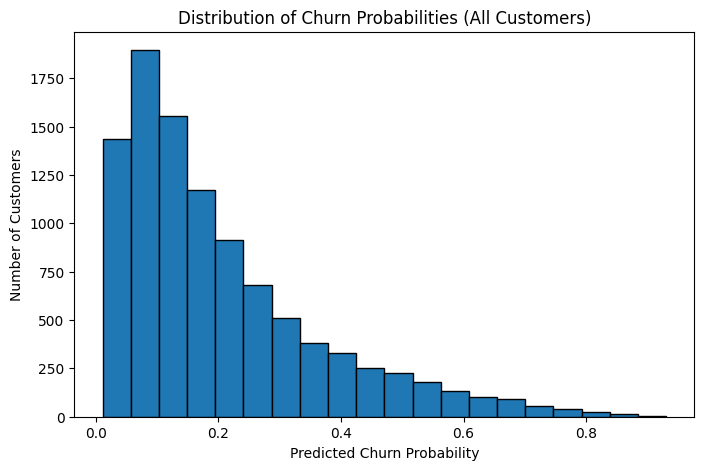 Distribution of Churn Probabilities (All Customers)
Number of Customers
1750
1500
1250
1000
750
500
250
0
0.0 0.2 0.4 0.6 0.8
Predicted Churn Probability